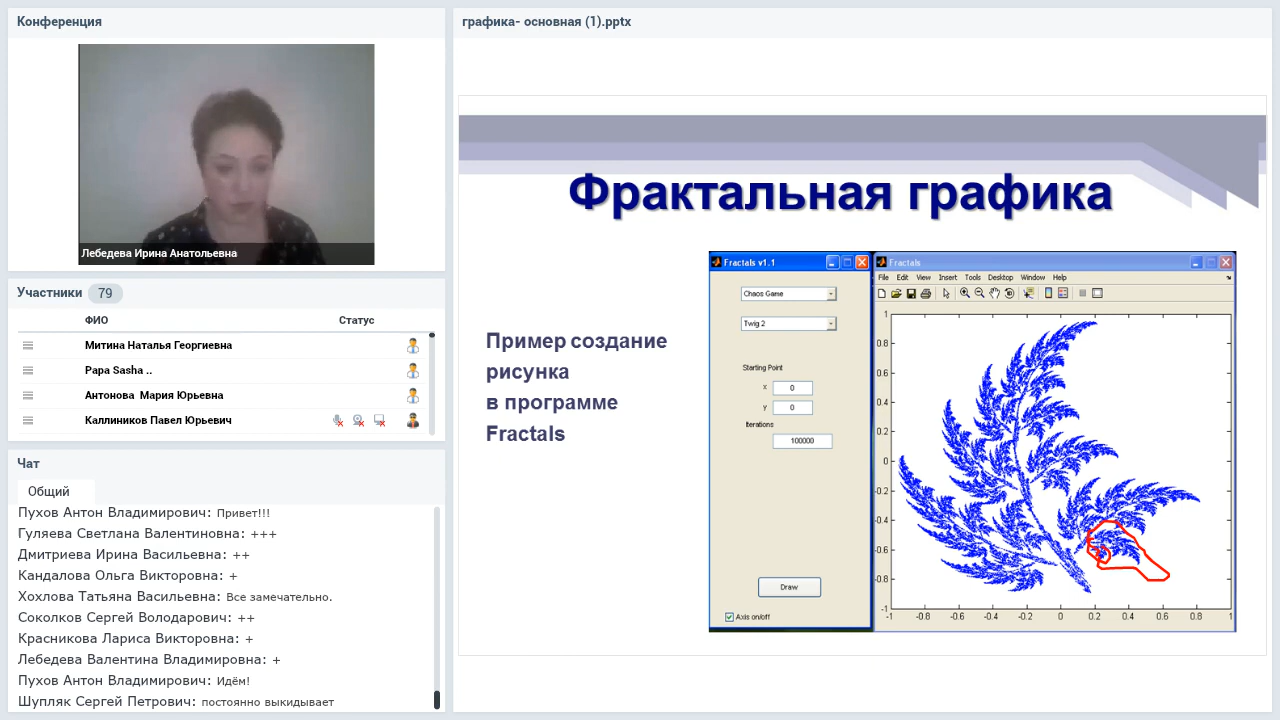 Конференция
Лебедева Ирина Анатольевна
Участники 79
ФИО Статус
Митина Наталья Георгиевна
Papa Sasha ..
Антонова Мария Юрьевна
Каллиников Павел Юрьевич
Чат
Общий
Пухов Антон Владимирович: Привет!!!
Гуляева Светлана Валентиновна: +++
Дмитриева Ирина Васильевна: ++
Кандалова Ольга Викторовна: +
Хохлова Татьяна Васильевна: Все замечательно.
Соколков Сергей Володарович: ++
Красникова Лариса Викторовна: +
Лебедева Валентина Владимировна: +
Пухов Антон Владимирович: Идём!
Шупляк Сергей Петрович: постоянно выкидывает
графика- основная (1).pptx
Фрактальная графика
Пример создание
рисунка
в программе
Fractals
Fractals v1.1
Chaos Game
Twig 2
Starting Point
x 0
y 0
Iterations
100000
Draw
Axis on/off
Fractals
File Edit View Insert Tools Desktop Window Help
1
0.8
0.6
0.4
0.2
0
-0.2
-0.4
-0.6
-0.8
-1
-1 -0.8 -0.6 -0.4 -0.2 0 0.2 0.4 0.6 0.8 1